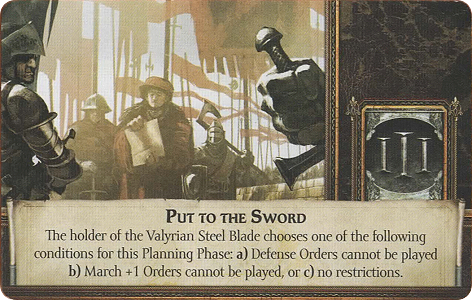 PUT TO THE SWORD
The holder of the Valyrian Steel Blade chooses one of the following
conditions for this Planning Phase: a) Defense Orders cannot be played
b) March +1 Orders cannot be played, or c) no restrictions.
III